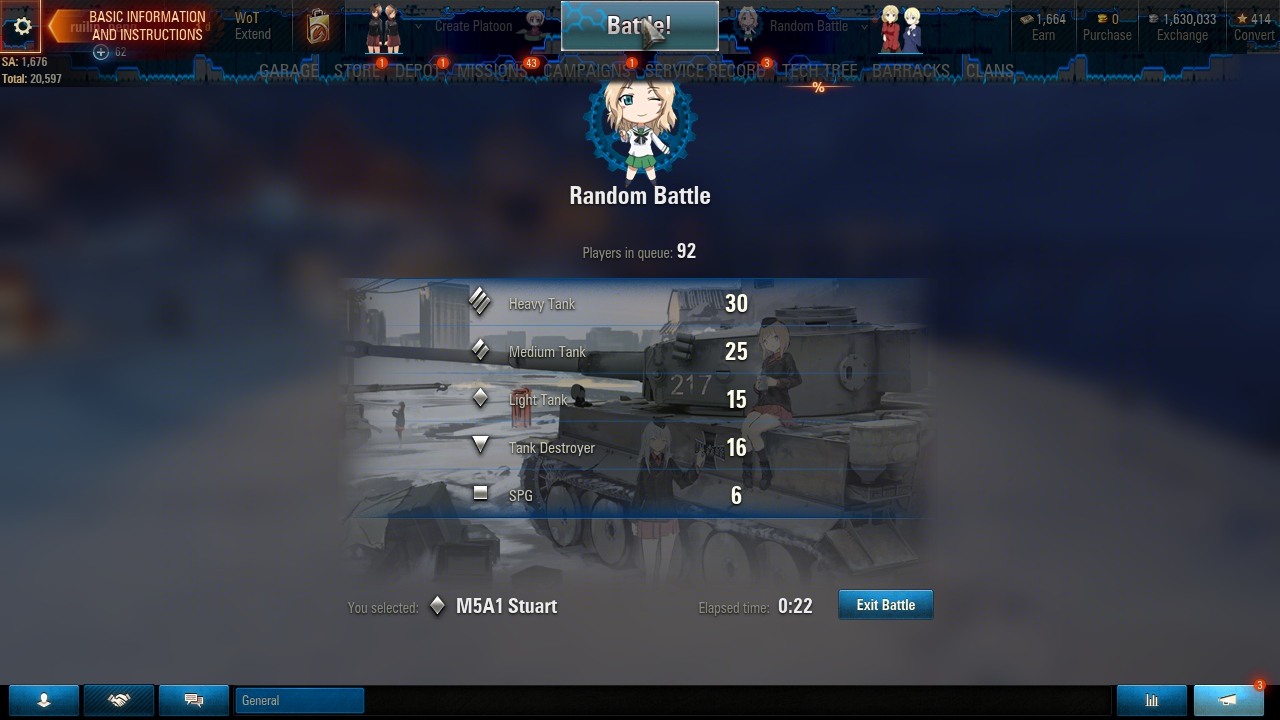 BASIC INFORMATION
AND INSTRUCTIONS
62
WoT
Extend
Create Platoon
Battle!
Random Battle
1,664
Earn
0
Purchase
1,630,033
Exchange
414
Convert
SA: 1,676
Total: 20,597
GARAGE STORE 1 DEPOT 1 MISSIONS 43 CAMPAIGNS 1 SERVICE RECORD 3 TECH TREE BARRACKS CLANS
%
Random Battle
Players in queue: 92
Heavy Tank 30
Medium Tank 25
217
Light Tank 15
Tank Destroyer 16
SPG 6
You selected: M5A1 Stuart Elapsed time: 0:22 Exit Battle
General
3